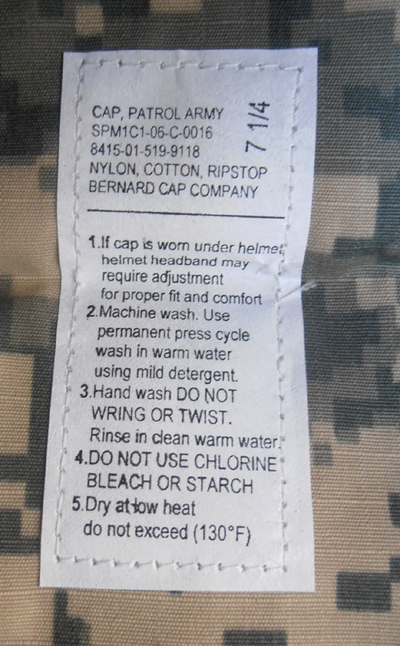 CAP, PATROL ARMY
SPM1C1-06-C-0016
8415-01-519-9118
NYLON, COTTON, RIPSTOP
BERNARD CAP COMPANY
7 1/4
1.If cap is worn under helmet,
helmet headband may
require adjustment
for proper fit and comfort
2.Machine wash. Use
permanent press cycle
wash in warm water
using mild detergent.
3.Hand wash DO NOT
WRING OR TWIST.
Rinse in clean warm water.
4.DO NOT USE CHLORINE
BLEACH OR STARCH
5.Dry at low heat
do not exceed (130°F)